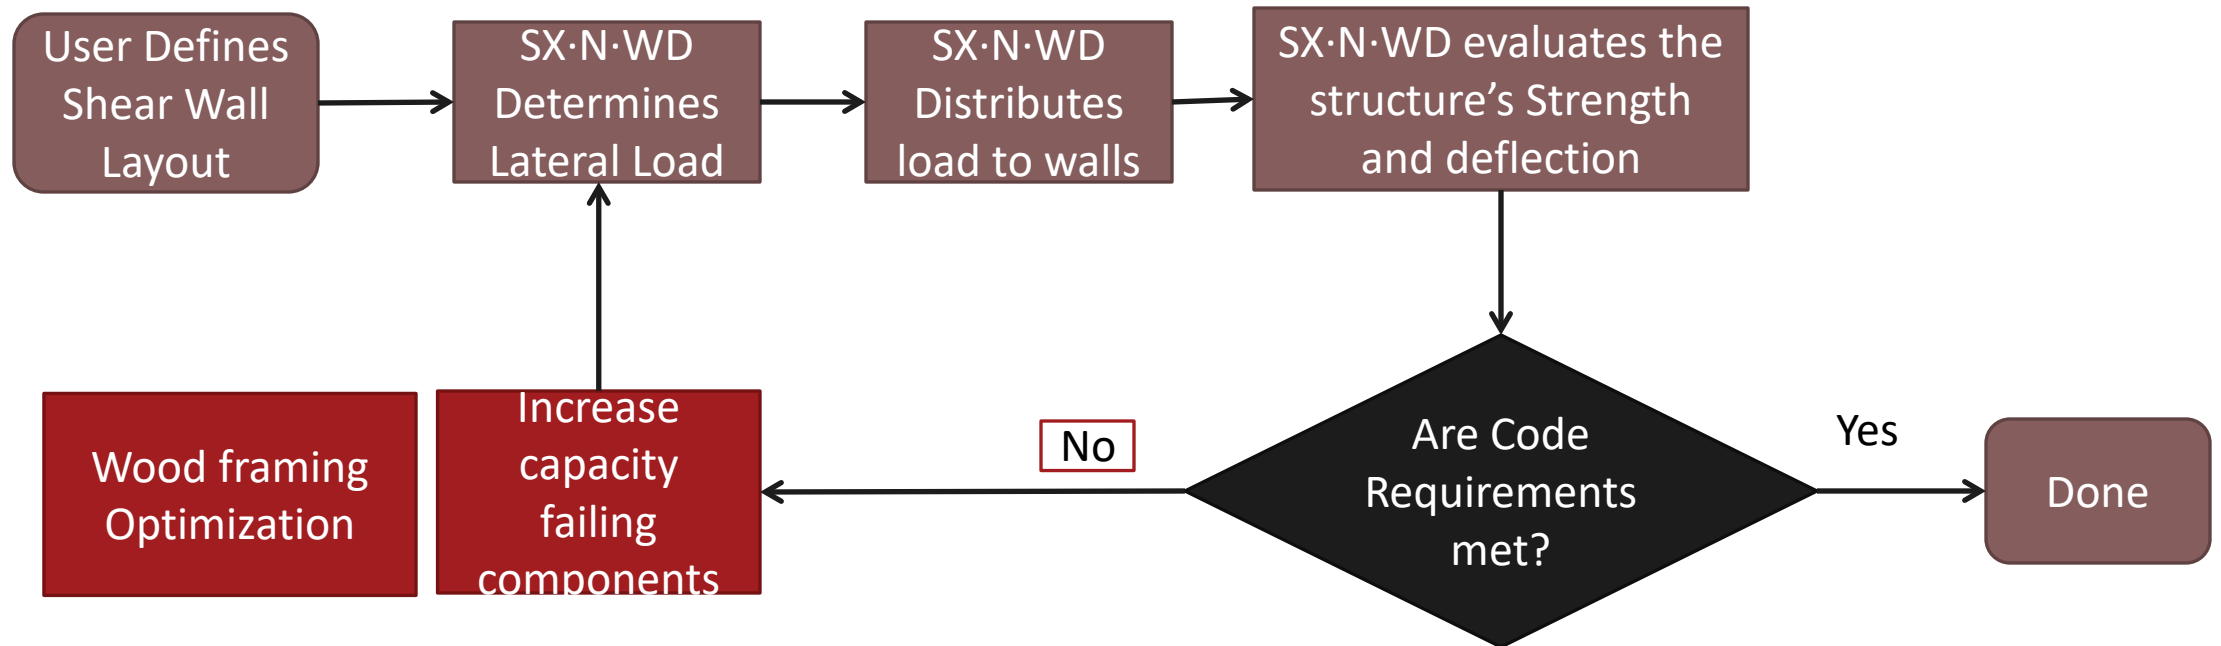 User Defines
Shear Wall
Layout
SX·N·WD
Determines
Lateral Load
SX·N·WD
Distributes
load to walls
SX·N·WD evaluates the
structure’s Strength
and deflection
Wood framing
Optimization
Increase
capacity
failing
components
No
Are Code
Requirements
met?
Yes
Done